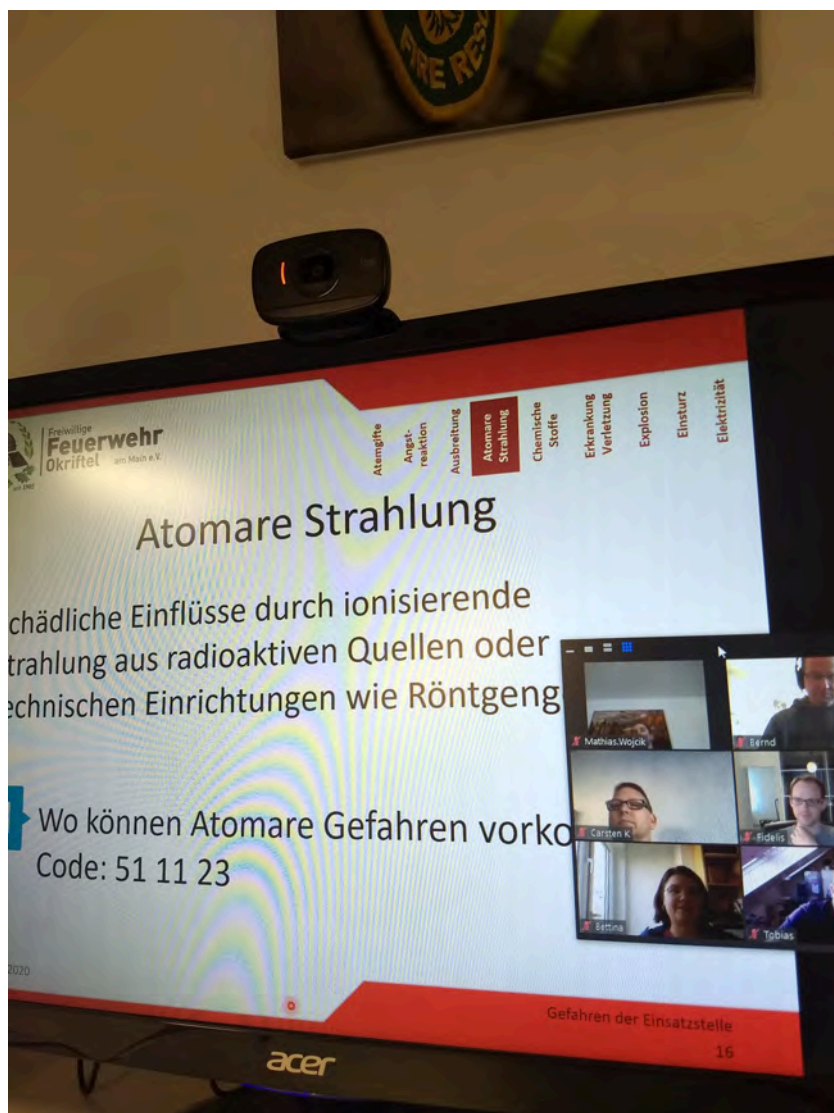 FIRE RES
Freiwillige
Feuerwehr
Okriftel am Main e.V.
Atemgifte
Angst-
reaktion
Ausbreitung
Atomare
Strahlung
Chemische
Stoffe
Erkrankung
Verletzung
Explosion
EInsturz
Elektrizität
Atomare Strahlung
chädliche Einflüsse durch ionisierende
trahlung aus radioaktiven Quellen oder
echnischen Einrichtungen wie Röntgeng
Wo können Atomare Gefahren vorko
Code: 51 11 23
Mathias.Wojcik
Bernd
Carsten K
Fidelis
Bettina
Tobias
2020
Gefahren der Einsatzstelle
16
acer